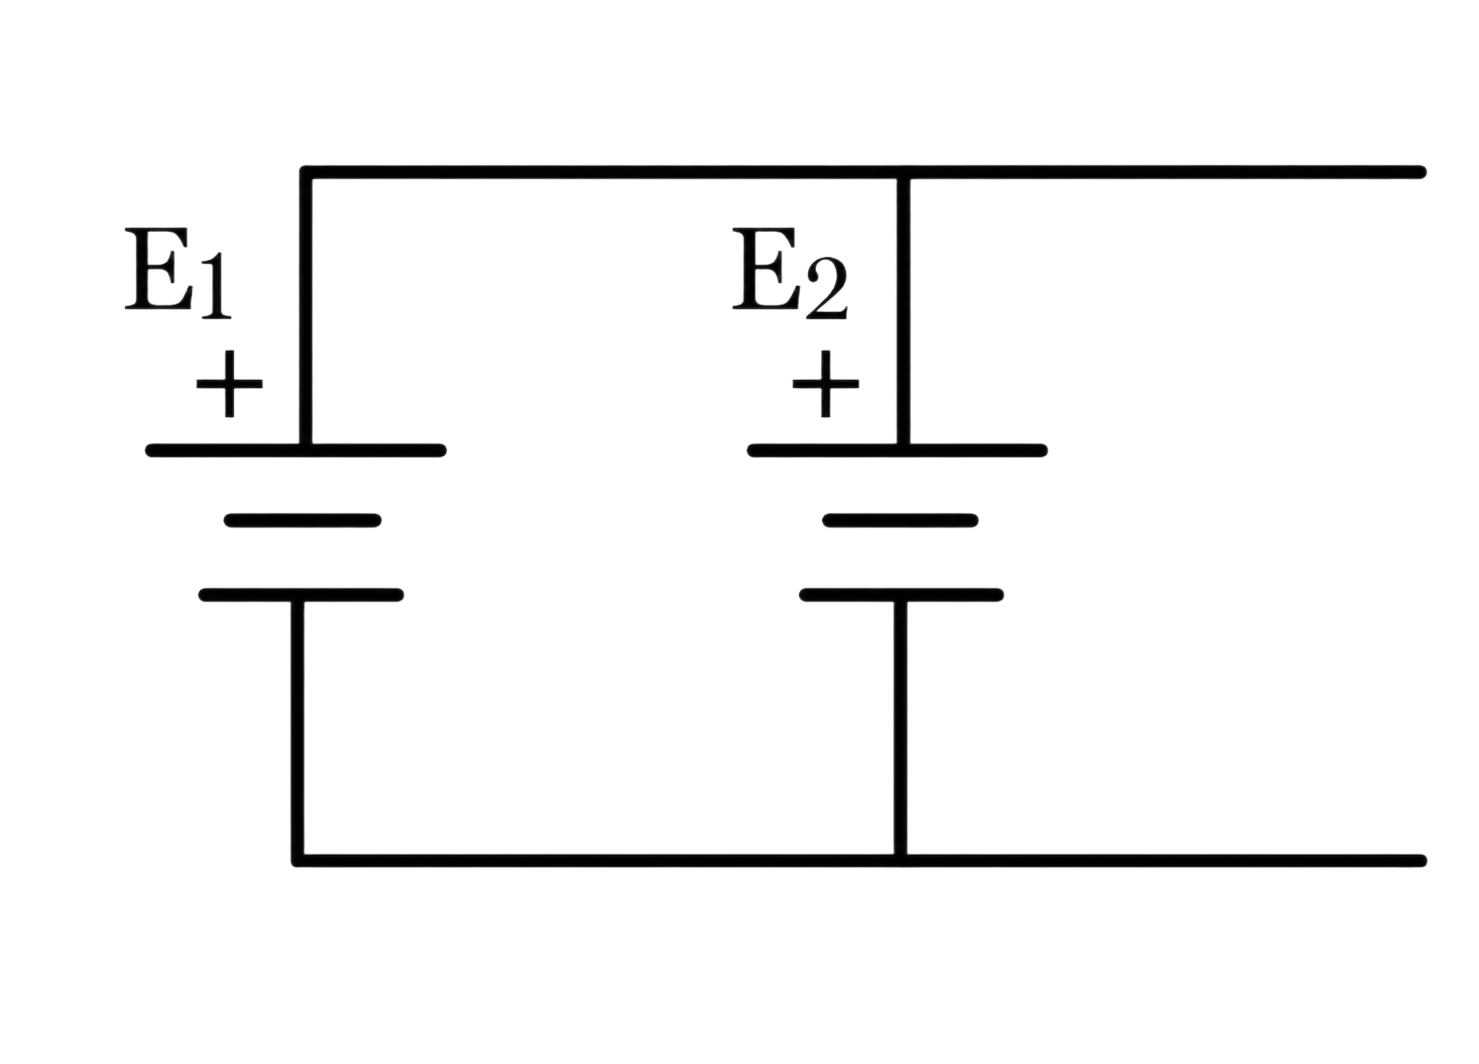 E₁ E₂
+ +